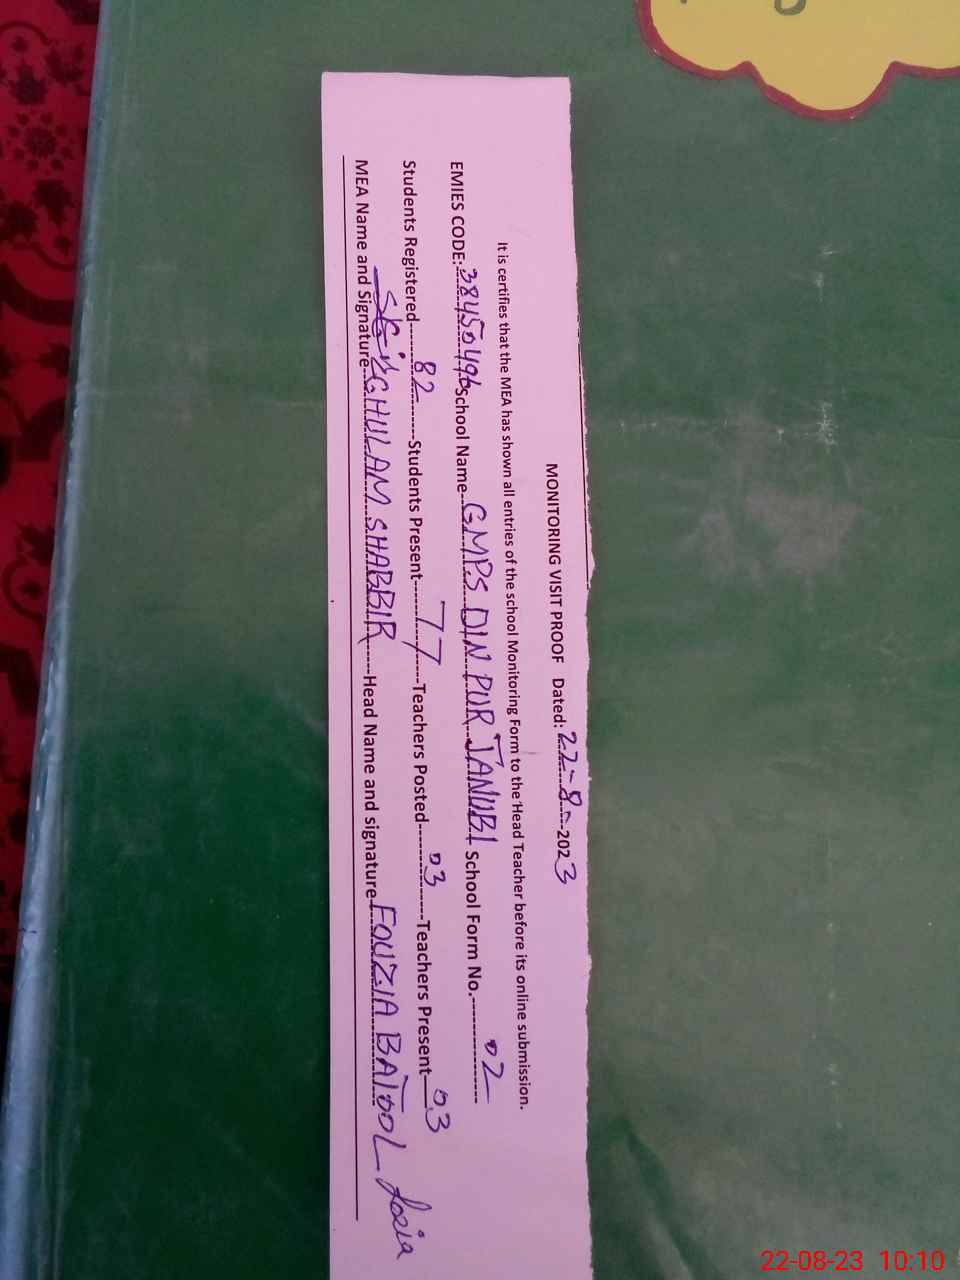 MONITORING VISIT PROOF Dated: 22-8-2023
It is certifies that the MEA has shown all entries of the school Monitoring Form to the Head Teacher before its online submission.
EMIES CODE: 38450496 School Name GMPS DIN PUR JANUBI School Form No. 02
Students Registered 82 Students Present 77 Teachers Posted 03 Teachers Present 03
MEA Name and Signature GHULAM SHABBIR Head Name and signature FOUZIA BATOOL
22-08-23 10:10